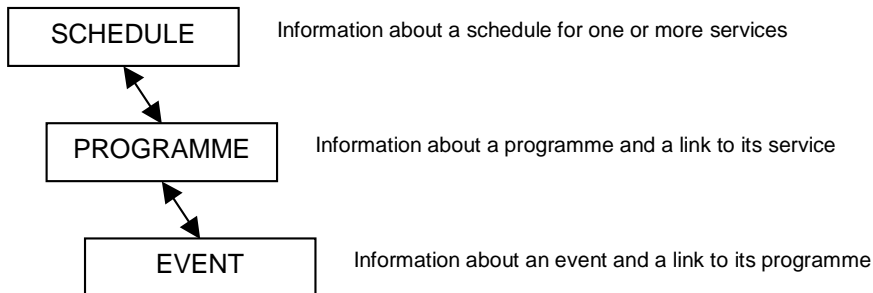 SCHEDULE Information about a schedule for one or more services
PROGRAMME Information about a programme and a link to its service
EVENT Information about an event and a link to its programme